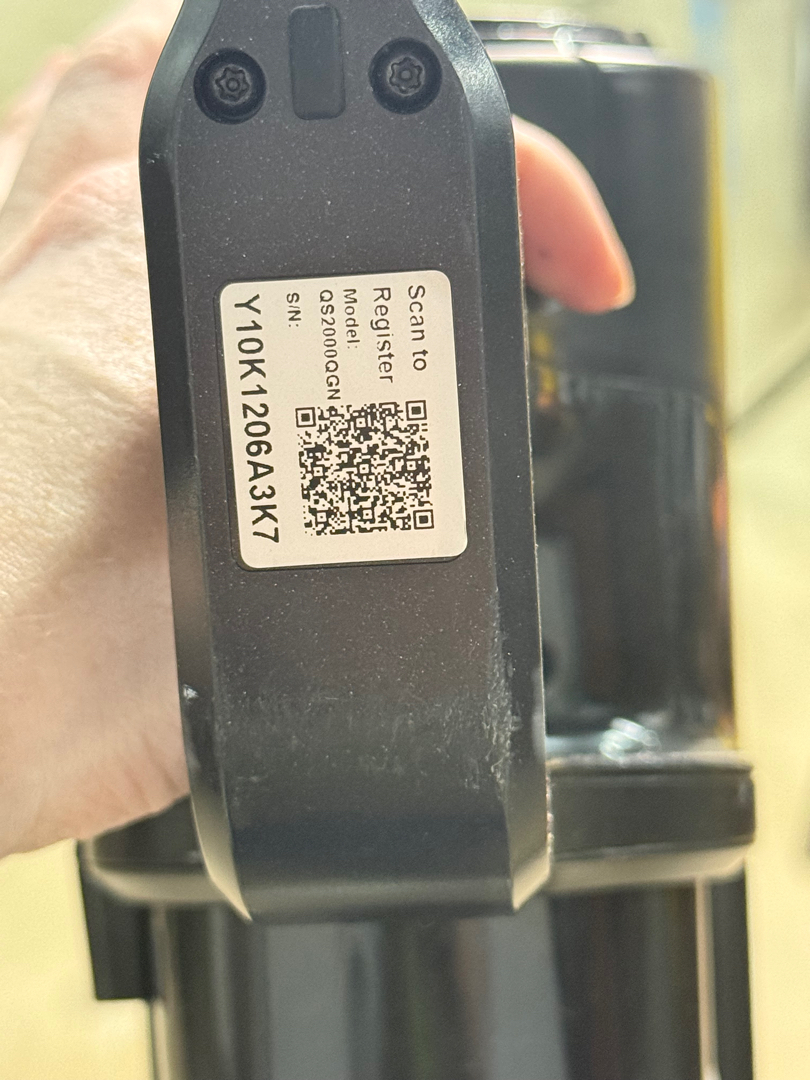 Scan to
Register
Model:
QS2000QGN
S/N:
Y10K1206A3K7